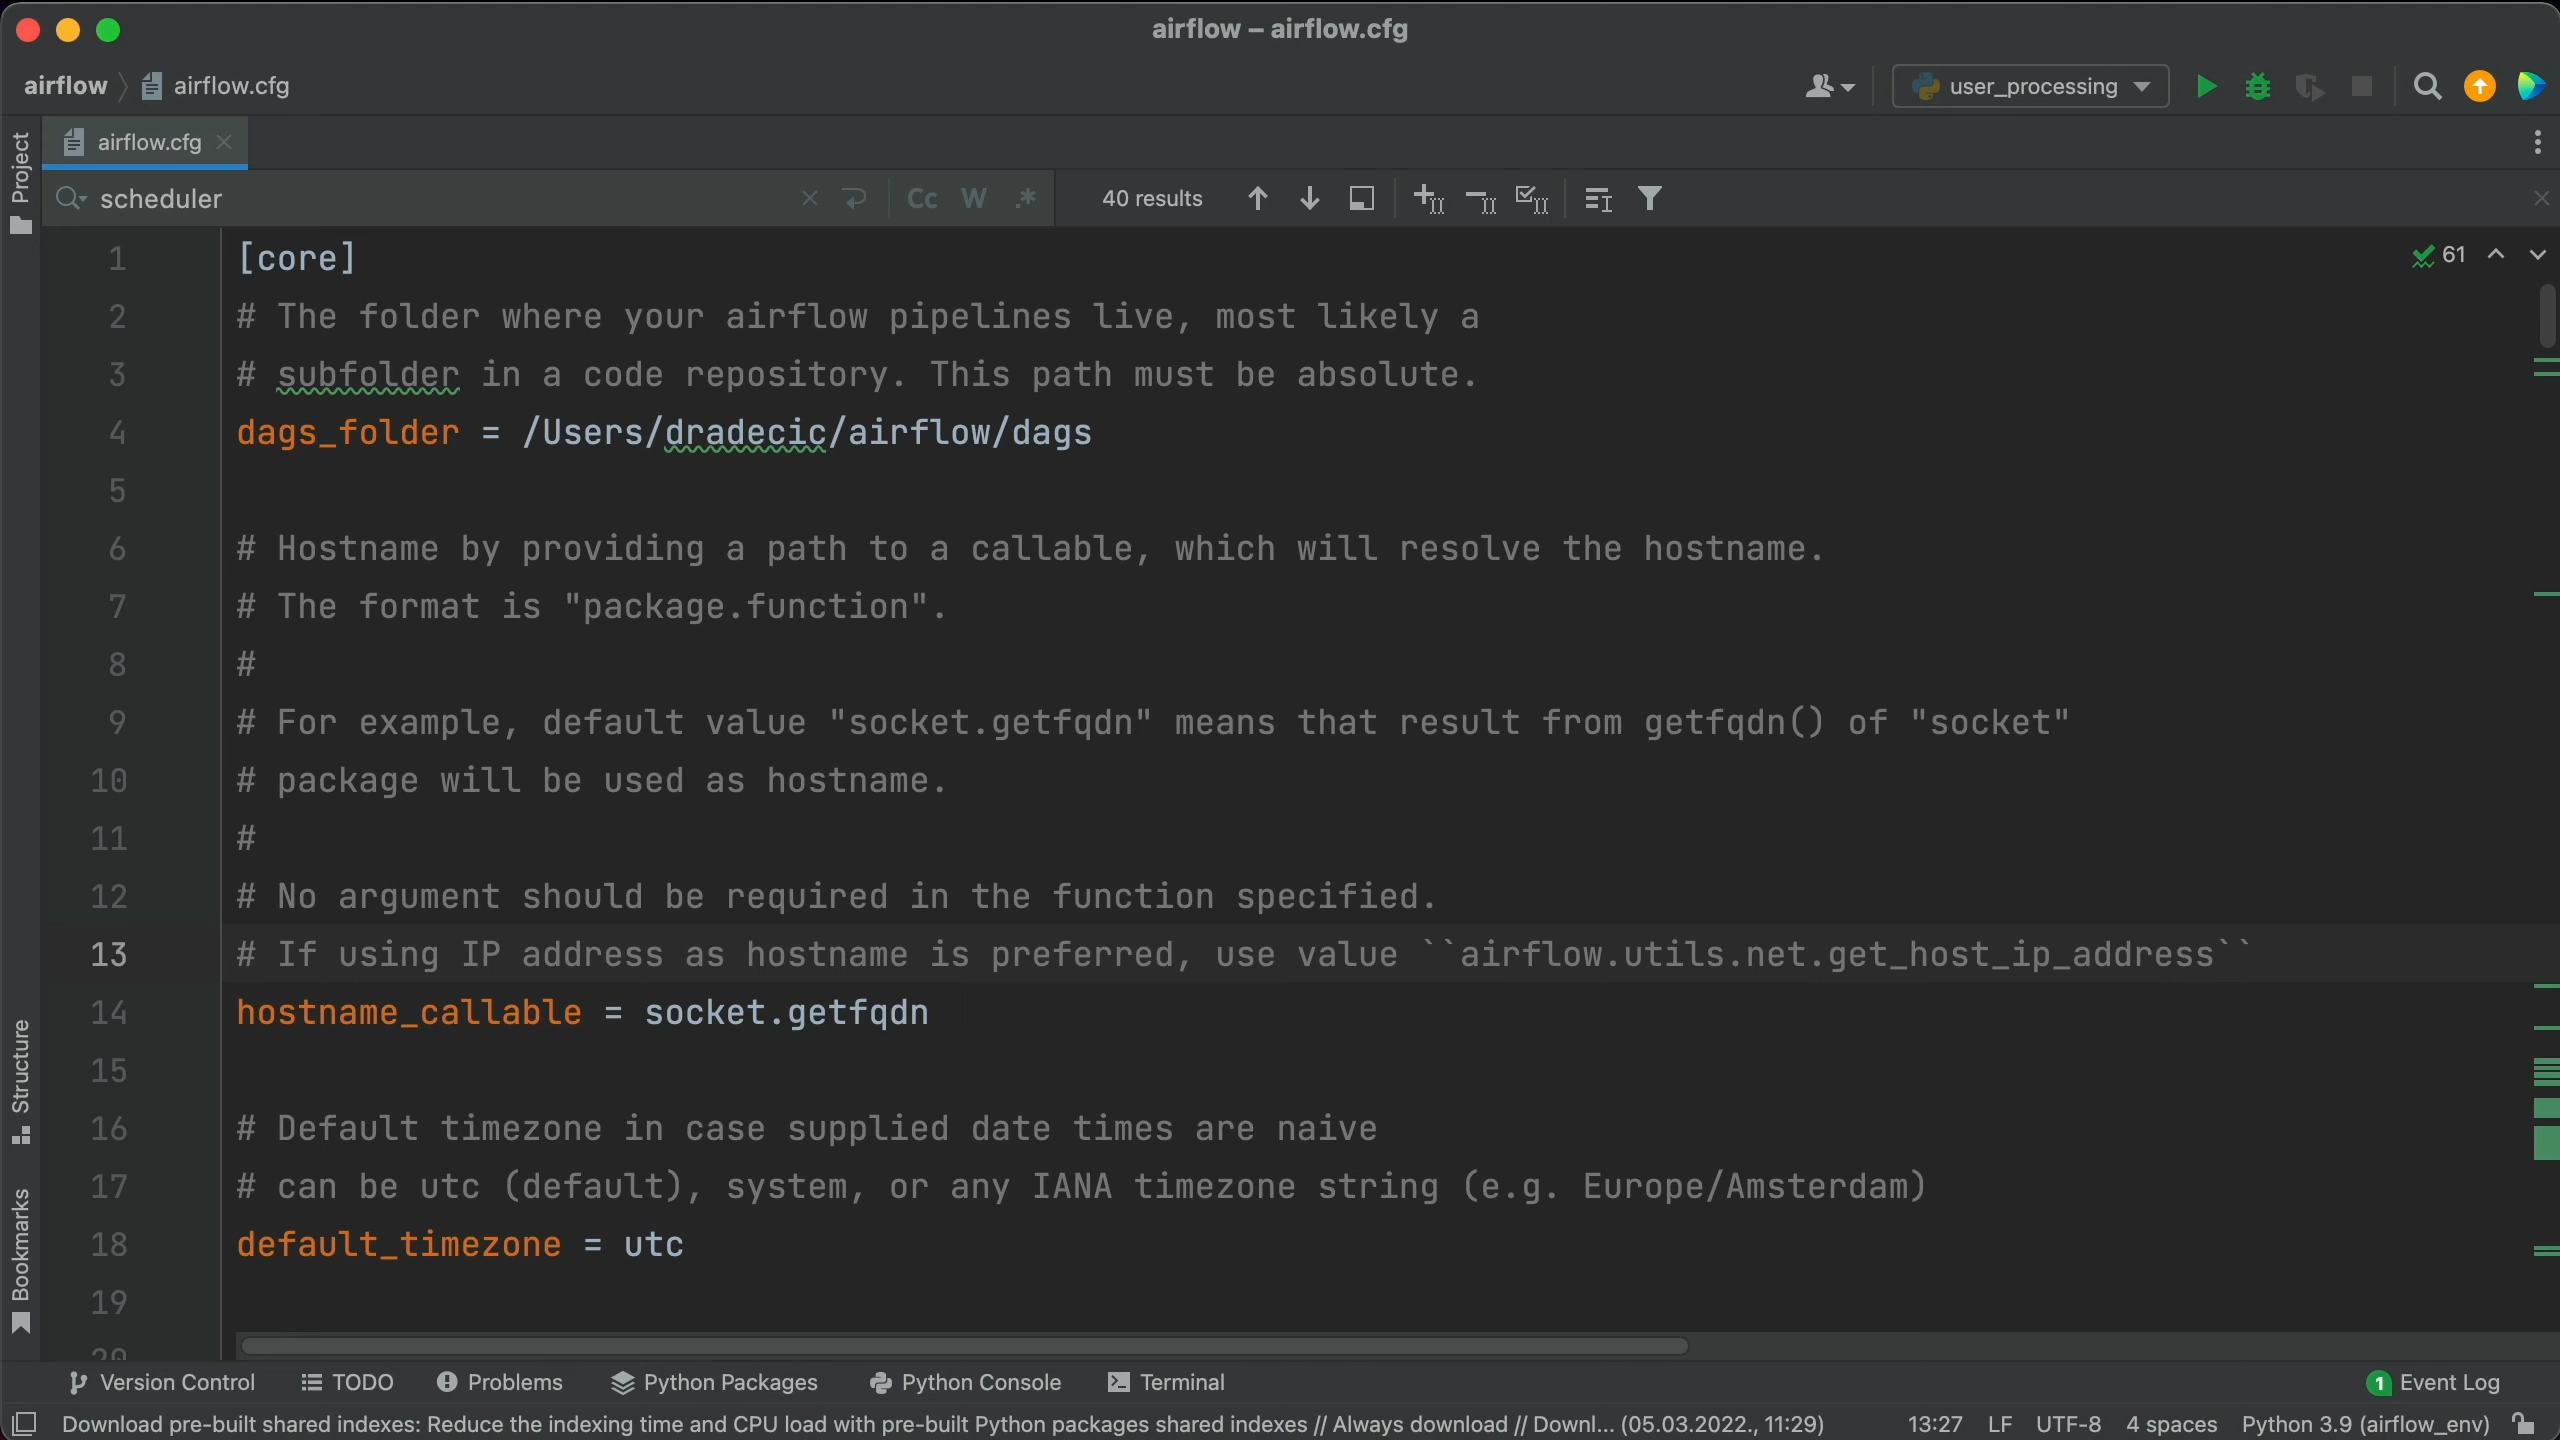 airflow – airflow.cfg
airflow airflow.cfg
user_processing
Project
airflow.cfg
scheduler
Cc W .*
40 results
61
1 [core]
2 # The folder where your airflow pipelines live, most likely a
3 # subfolder in a code repository. This path must be absolute.
4 dags_folder = /Users/dradecic/airflow/dags
5
6 # Hostname by providing a path to a callable, which will resolve the hostname.
7 # The format is "package.function".
8 #
9 # For example, default value "socket.getfqdn" means that result from getfqdn() of "socket"
10 # package will be used as hostname.
11 #
12 # No argument should be required in the function specified.
13 # If using IP address as hostname is preferred, use value ``airflow.utils.net.get_host_ip_address``
14 hostname_callable = socket.getfqdn
15
16 # Default timezone in case supplied date times are naive
17 # can be utc (default), system, or any IANA timezone string (e.g. Europe/Amsterdam)
18 default_timezone = utc
19
20
Structure
Bookmarks
Version Control TODO Problems Python Packages Python Console Terminal
1 Event Log
Download pre-built shared indexes: Reduce the indexing time and CPU load with pre-built Python packages shared indexes // Always download // Downl... (05.03.2022., 11:29)
13:27 LF UTF-8 4 spaces Python 3.9 (airflow_env)